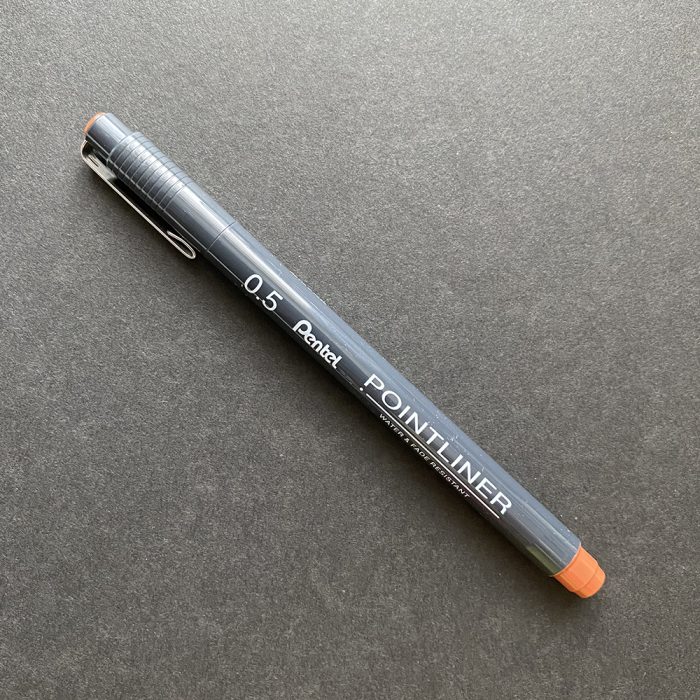 0.5 Pentel POINTLINER
WATER & FADE RESISTANT